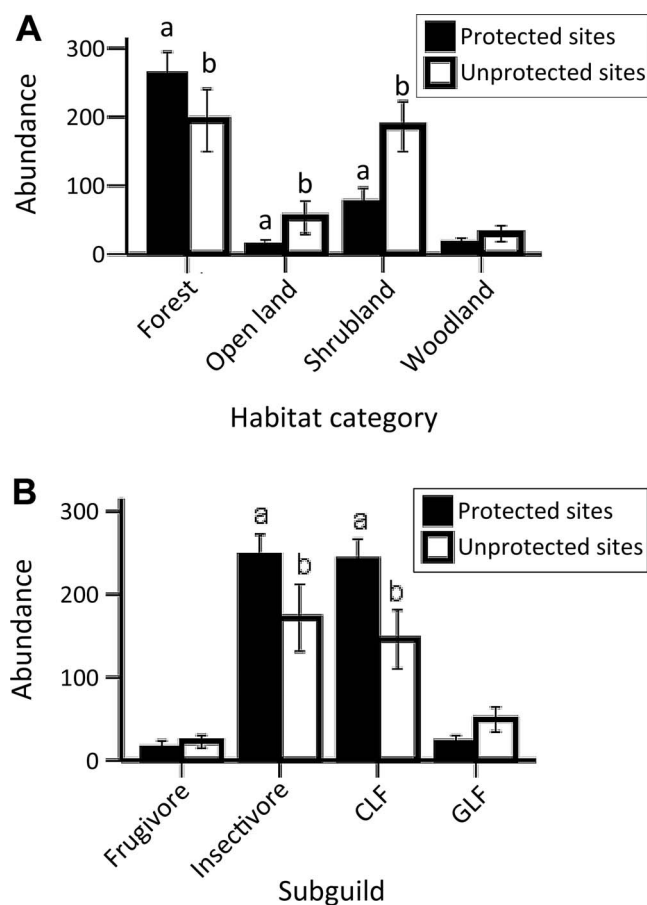 A
Protected sites
Unprotected sites
Abundance
300
200
100
0
a
b
a
b
a
b
Forest
Open land
Shrubland
Woodland
Habitat category
B
Protected sites
Unprotected sites
Abundance
300
200
100
0
a
b
a
b
Frugivore
Insectivore
CLF
GLF
Subguild